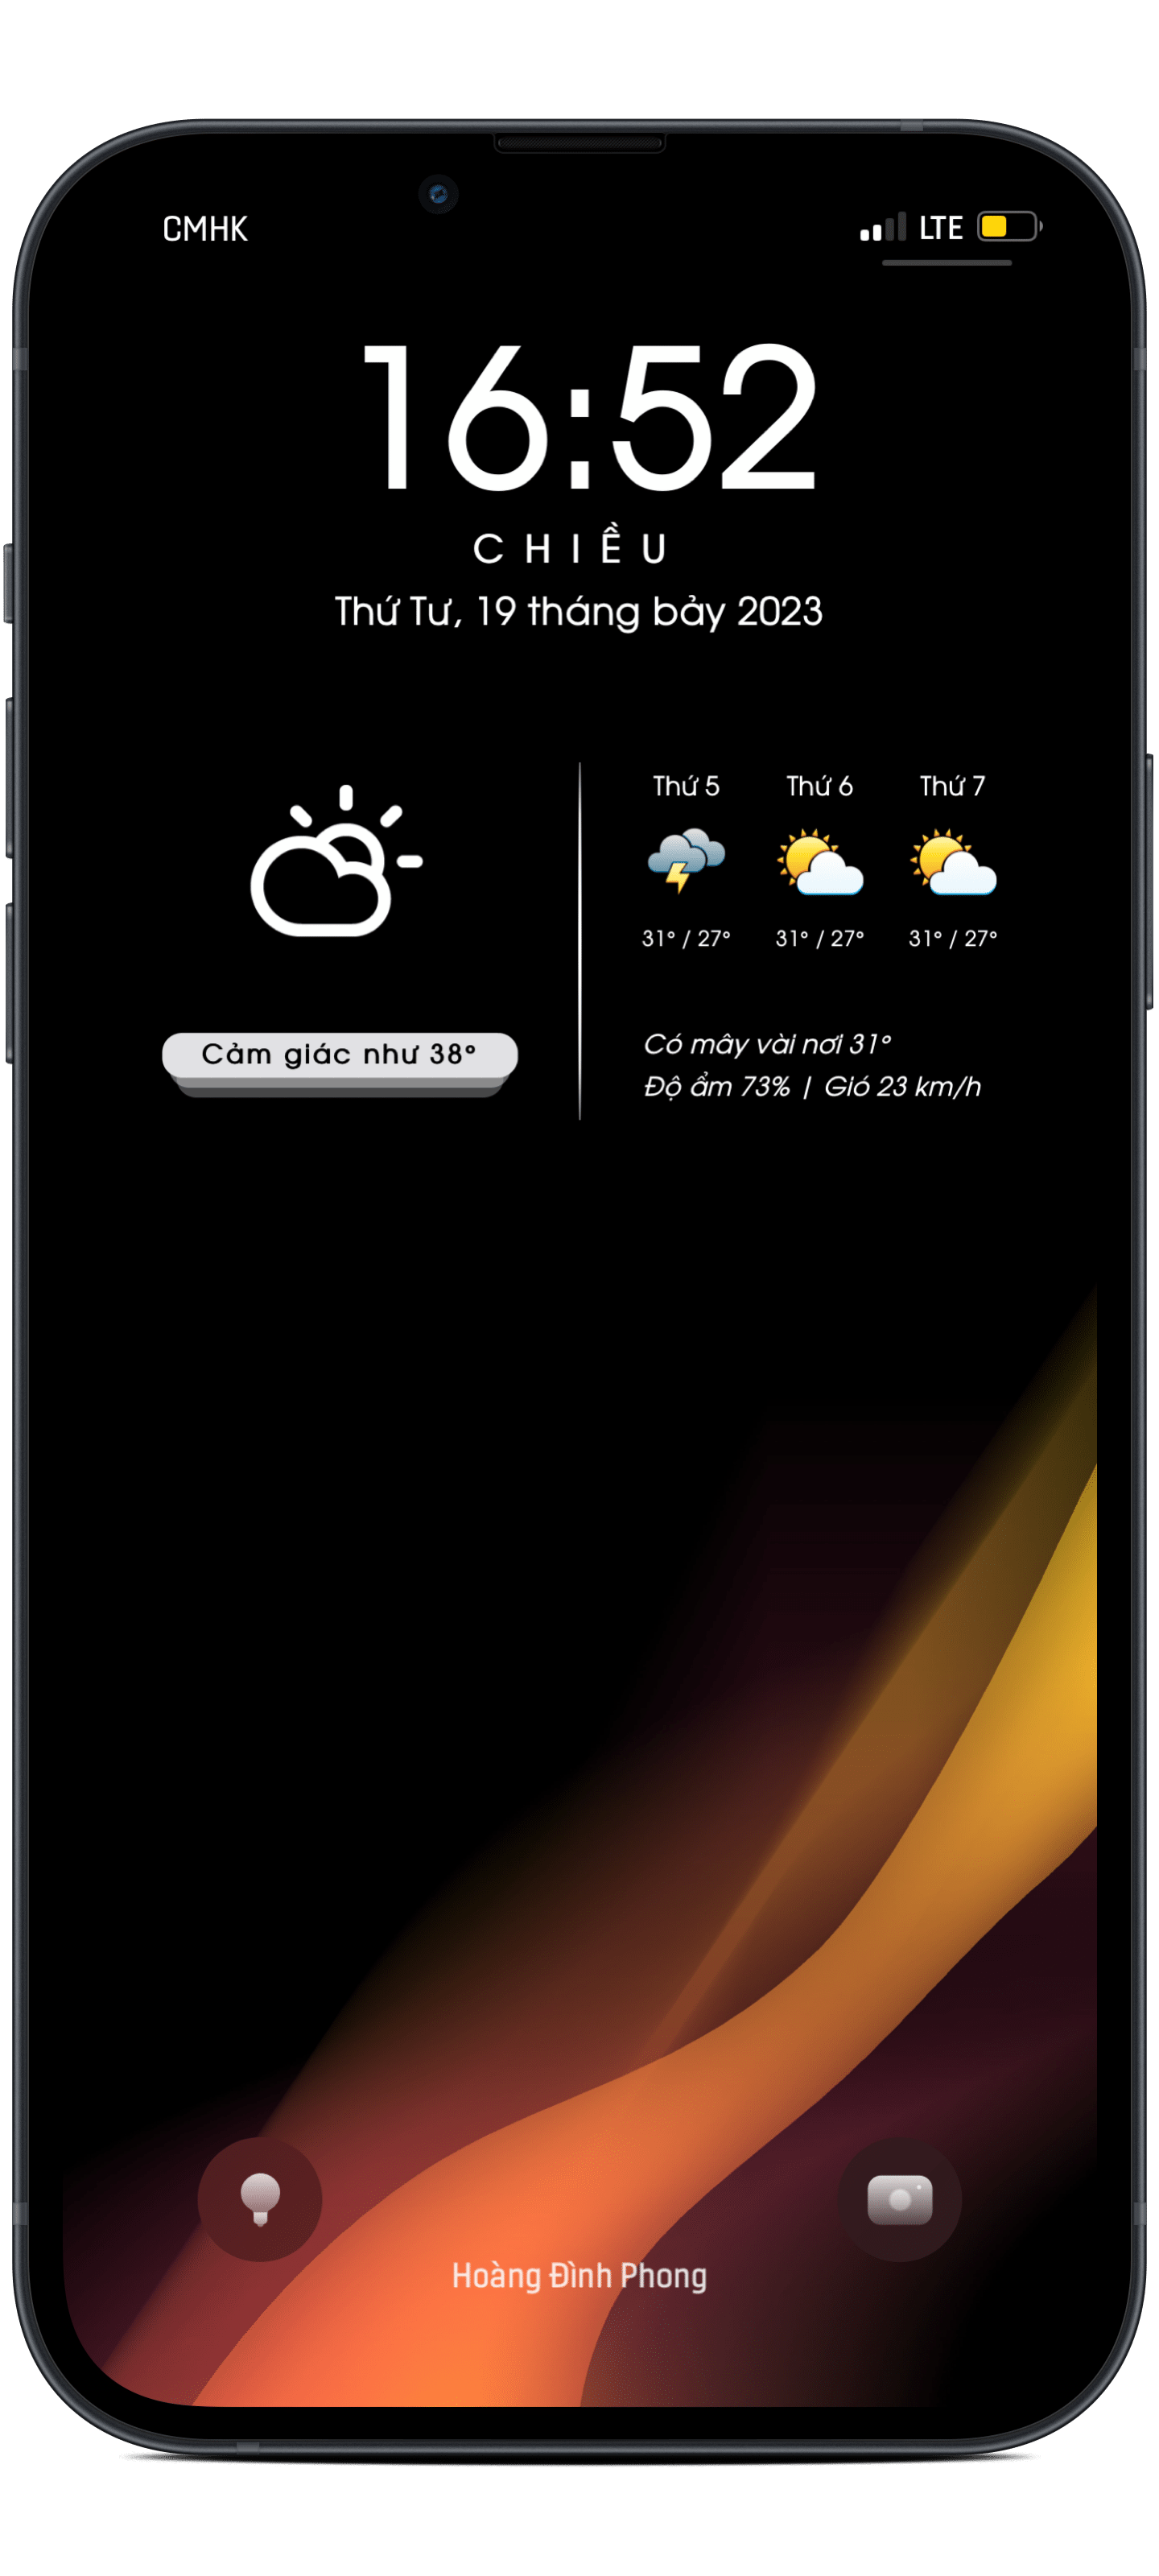 CMHK
LTE
16:52
CHIỀU
Thứ Tư, 19 tháng bảy 2023
Thứ 5 Thứ 6 Thứ 7
31° / 27° 31° / 27° 31° / 27°
Cảm giác như 38°
Có mây vài nơi 31°
Độ ẩm 73% | Gió 23 km/h
Hoàng Đình Phong